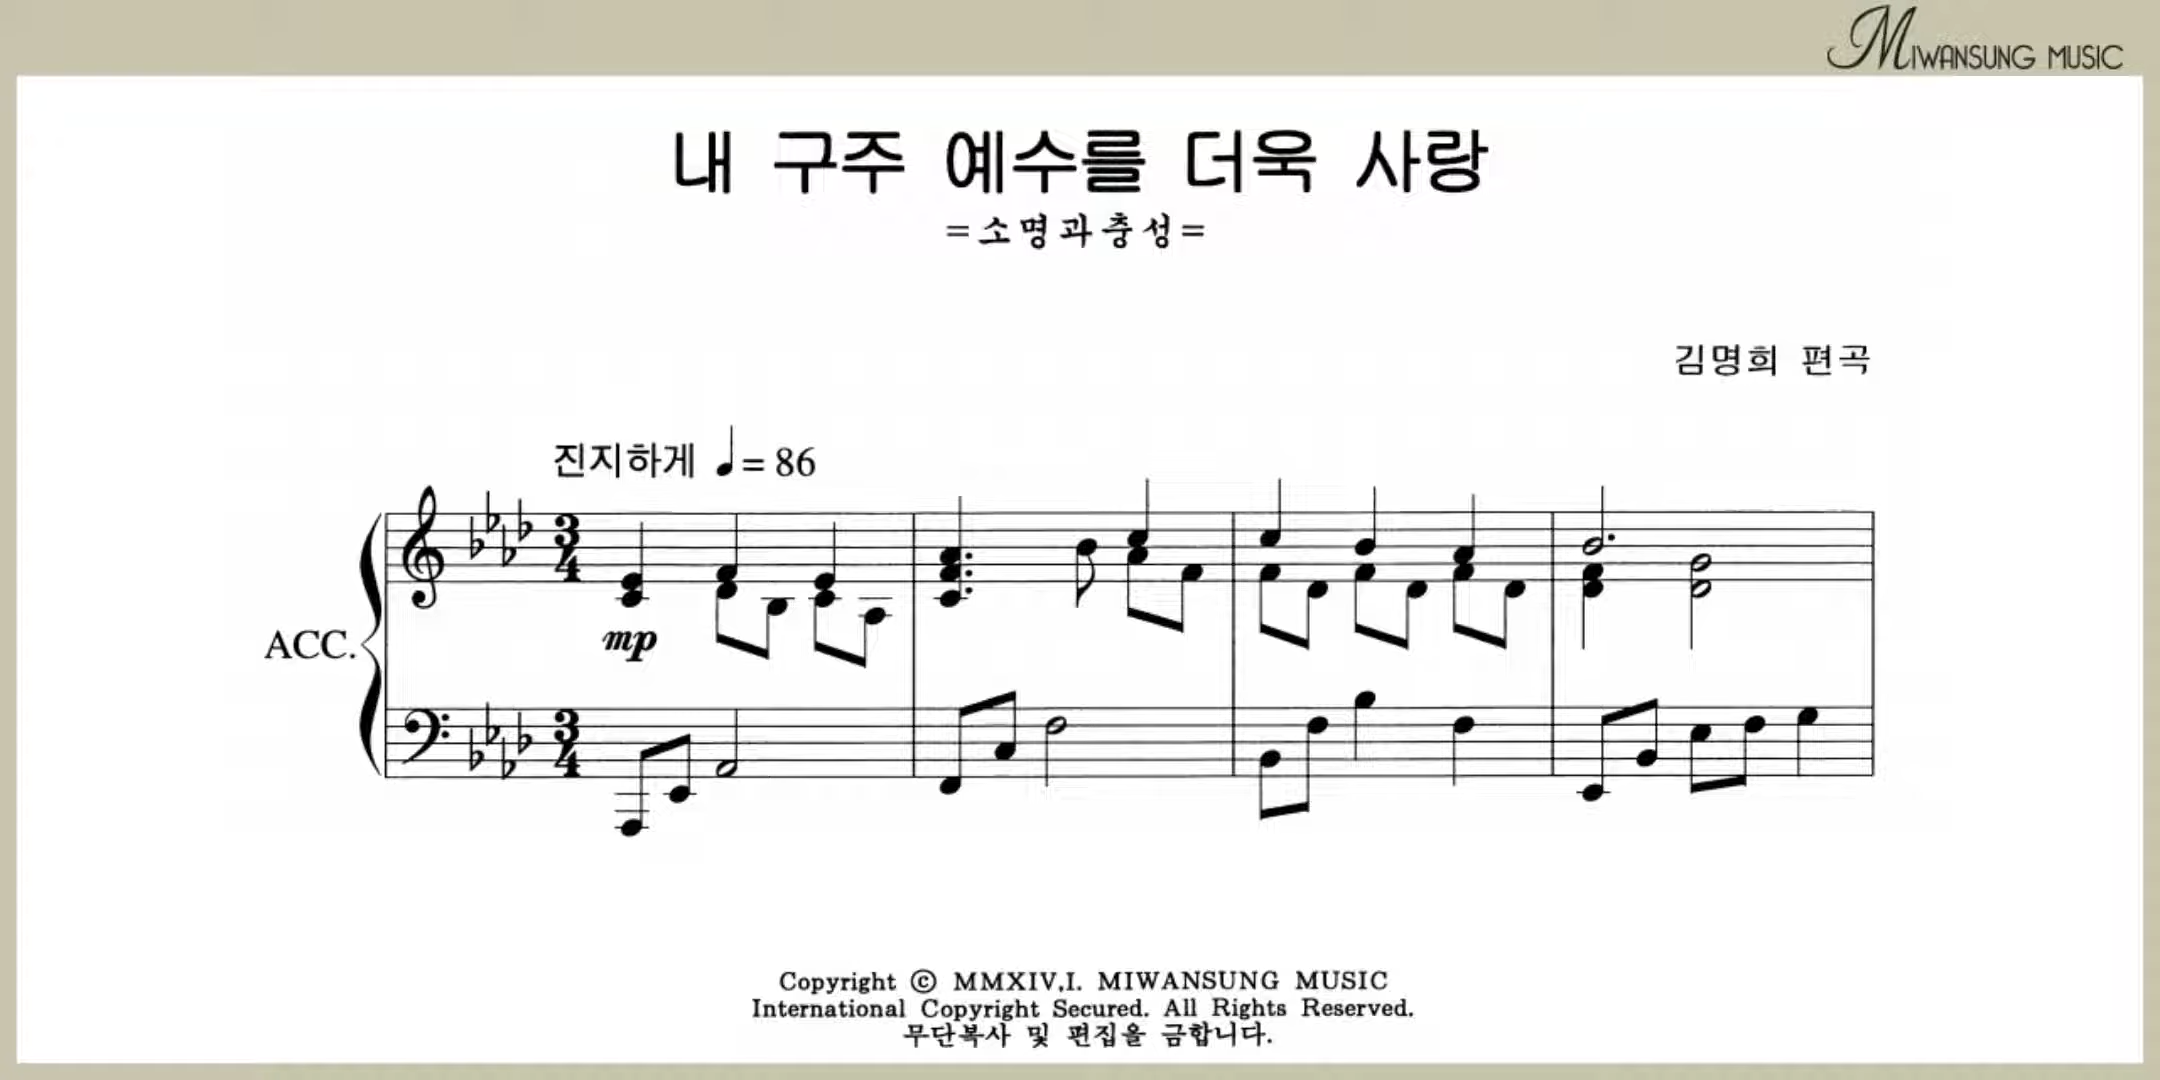 MIWANSUNG MUSIC
내 구주 예수를 더욱 사랑
=소명과충성=
김명희 편곡
진지하게 ♩= 86
ACC.
mp
Copyright ⓒ MMXIV,I. MIWANSUNG MUSIC
International Copyright Secured. All Rights Reserved.
무단복사 및 편집을 금합니다.